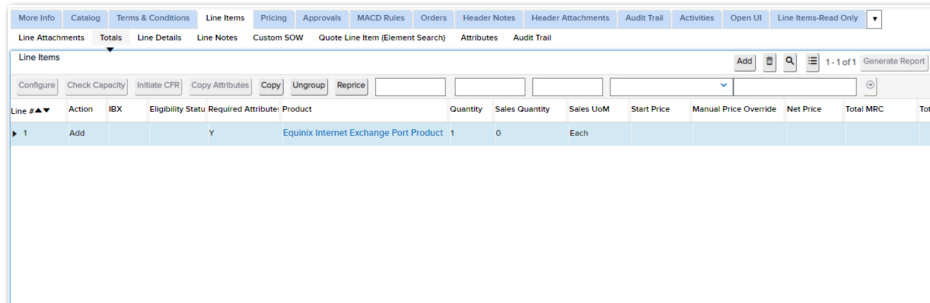 More Info Catalog Terms & Conditions Line Items Pricing Approvals MACD Rules Orders Header Notes Header Attachments Audit Trail Activities Open UI Line Items-Read Only
Line Attachments Totals Line Details Line Notes Custom SOW Quote Line Item (Element Search) Attributes Audit Trail
Line Items Add 1 - 1 of 1 Generate Report
Configure Check Capacity Initiate CFR Copy Attributes Copy Ungroup Reprice
Line # Action IBX Eligibility Statu Required Attributes Product Quantity Sales Quantity Sales UoM Start Price Manual Price Override Net Price Total MRC Tot
1 Add Y Equinix Internet Exchange Port Product 1 0 Each